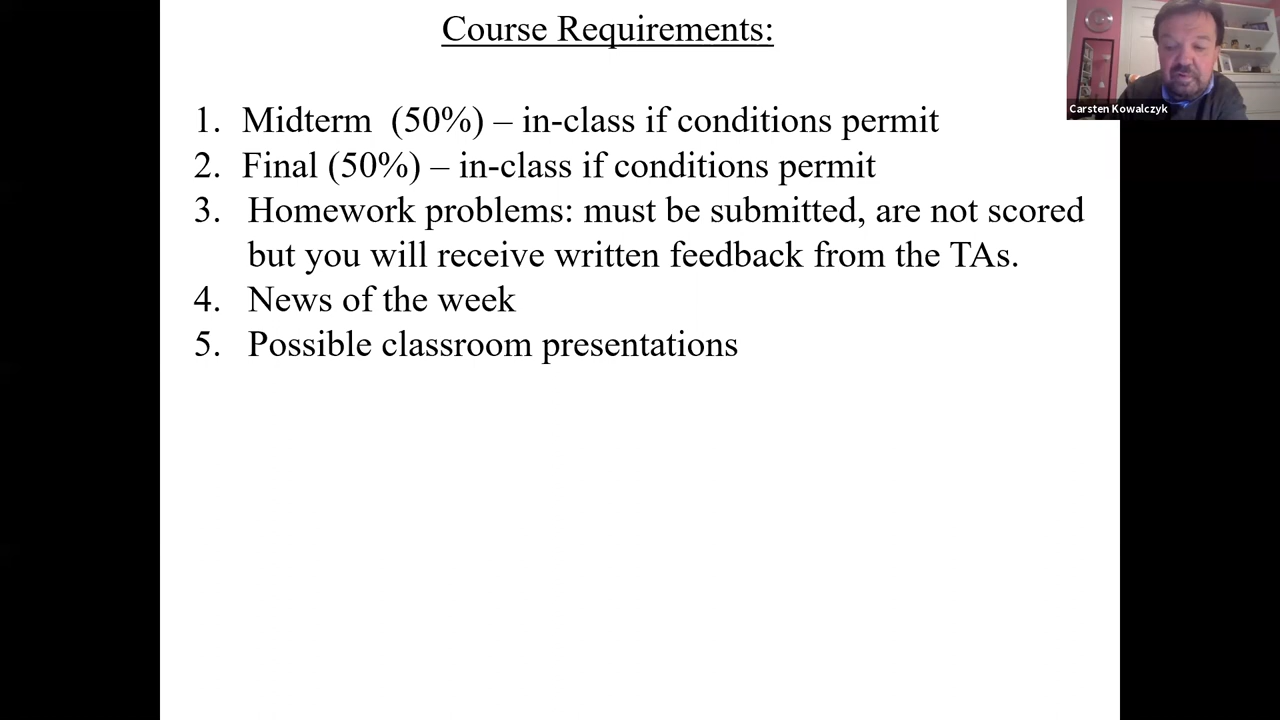 Course Requirements:
1. Midterm (50%) – in-class if conditions permit
2. Final (50%) – in-class if conditions permit
3. Homework problems: must be submitted, are not scored
but you will receive written feedback from the TAs.
4. News of the week
5. Possible classroom presentations
Carsten Kowalczyk